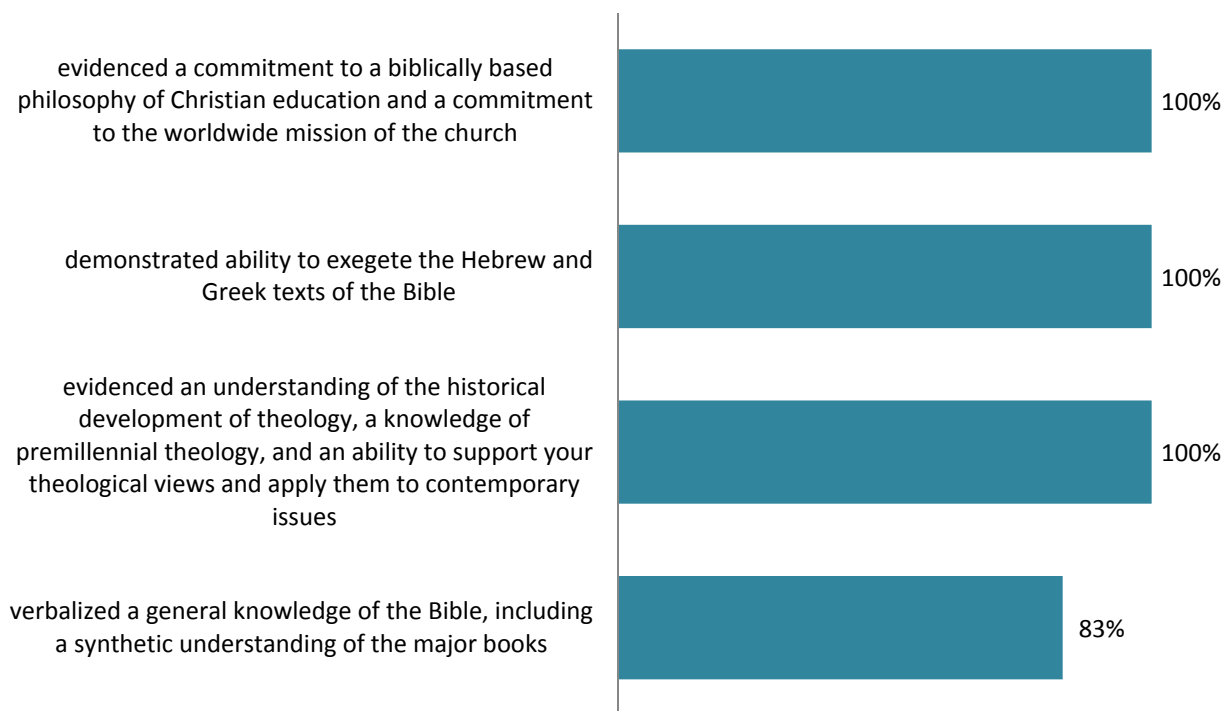 evidenced a commitment to a biblically based
philosophy of Christian education and a commitment
to the worldwide mission of the church
100%
demonstrated ability to exegete the Hebrew and
Greek texts of the Bible
100%
evidenced an understanding of the historical
development of theology, a knowledge of
premillennial theology, and an ability to support your
theological views and apply them to contemporary
issues
100%
verbalized a general knowledge of the Bible, including
a synthetic understanding of the major books
83%